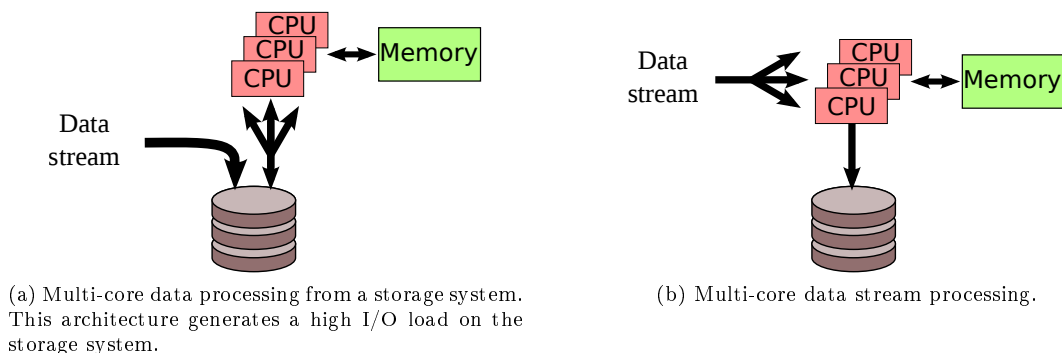 CPU
CPU
CPU
Memory
Data
stream
(a) Multi-core data processing from a storage system.
This architecture generates a high I/O load on the
storage system.
Data
stream
CPU
CPU
CPU
Memory
(b) Multi-core data stream processing.